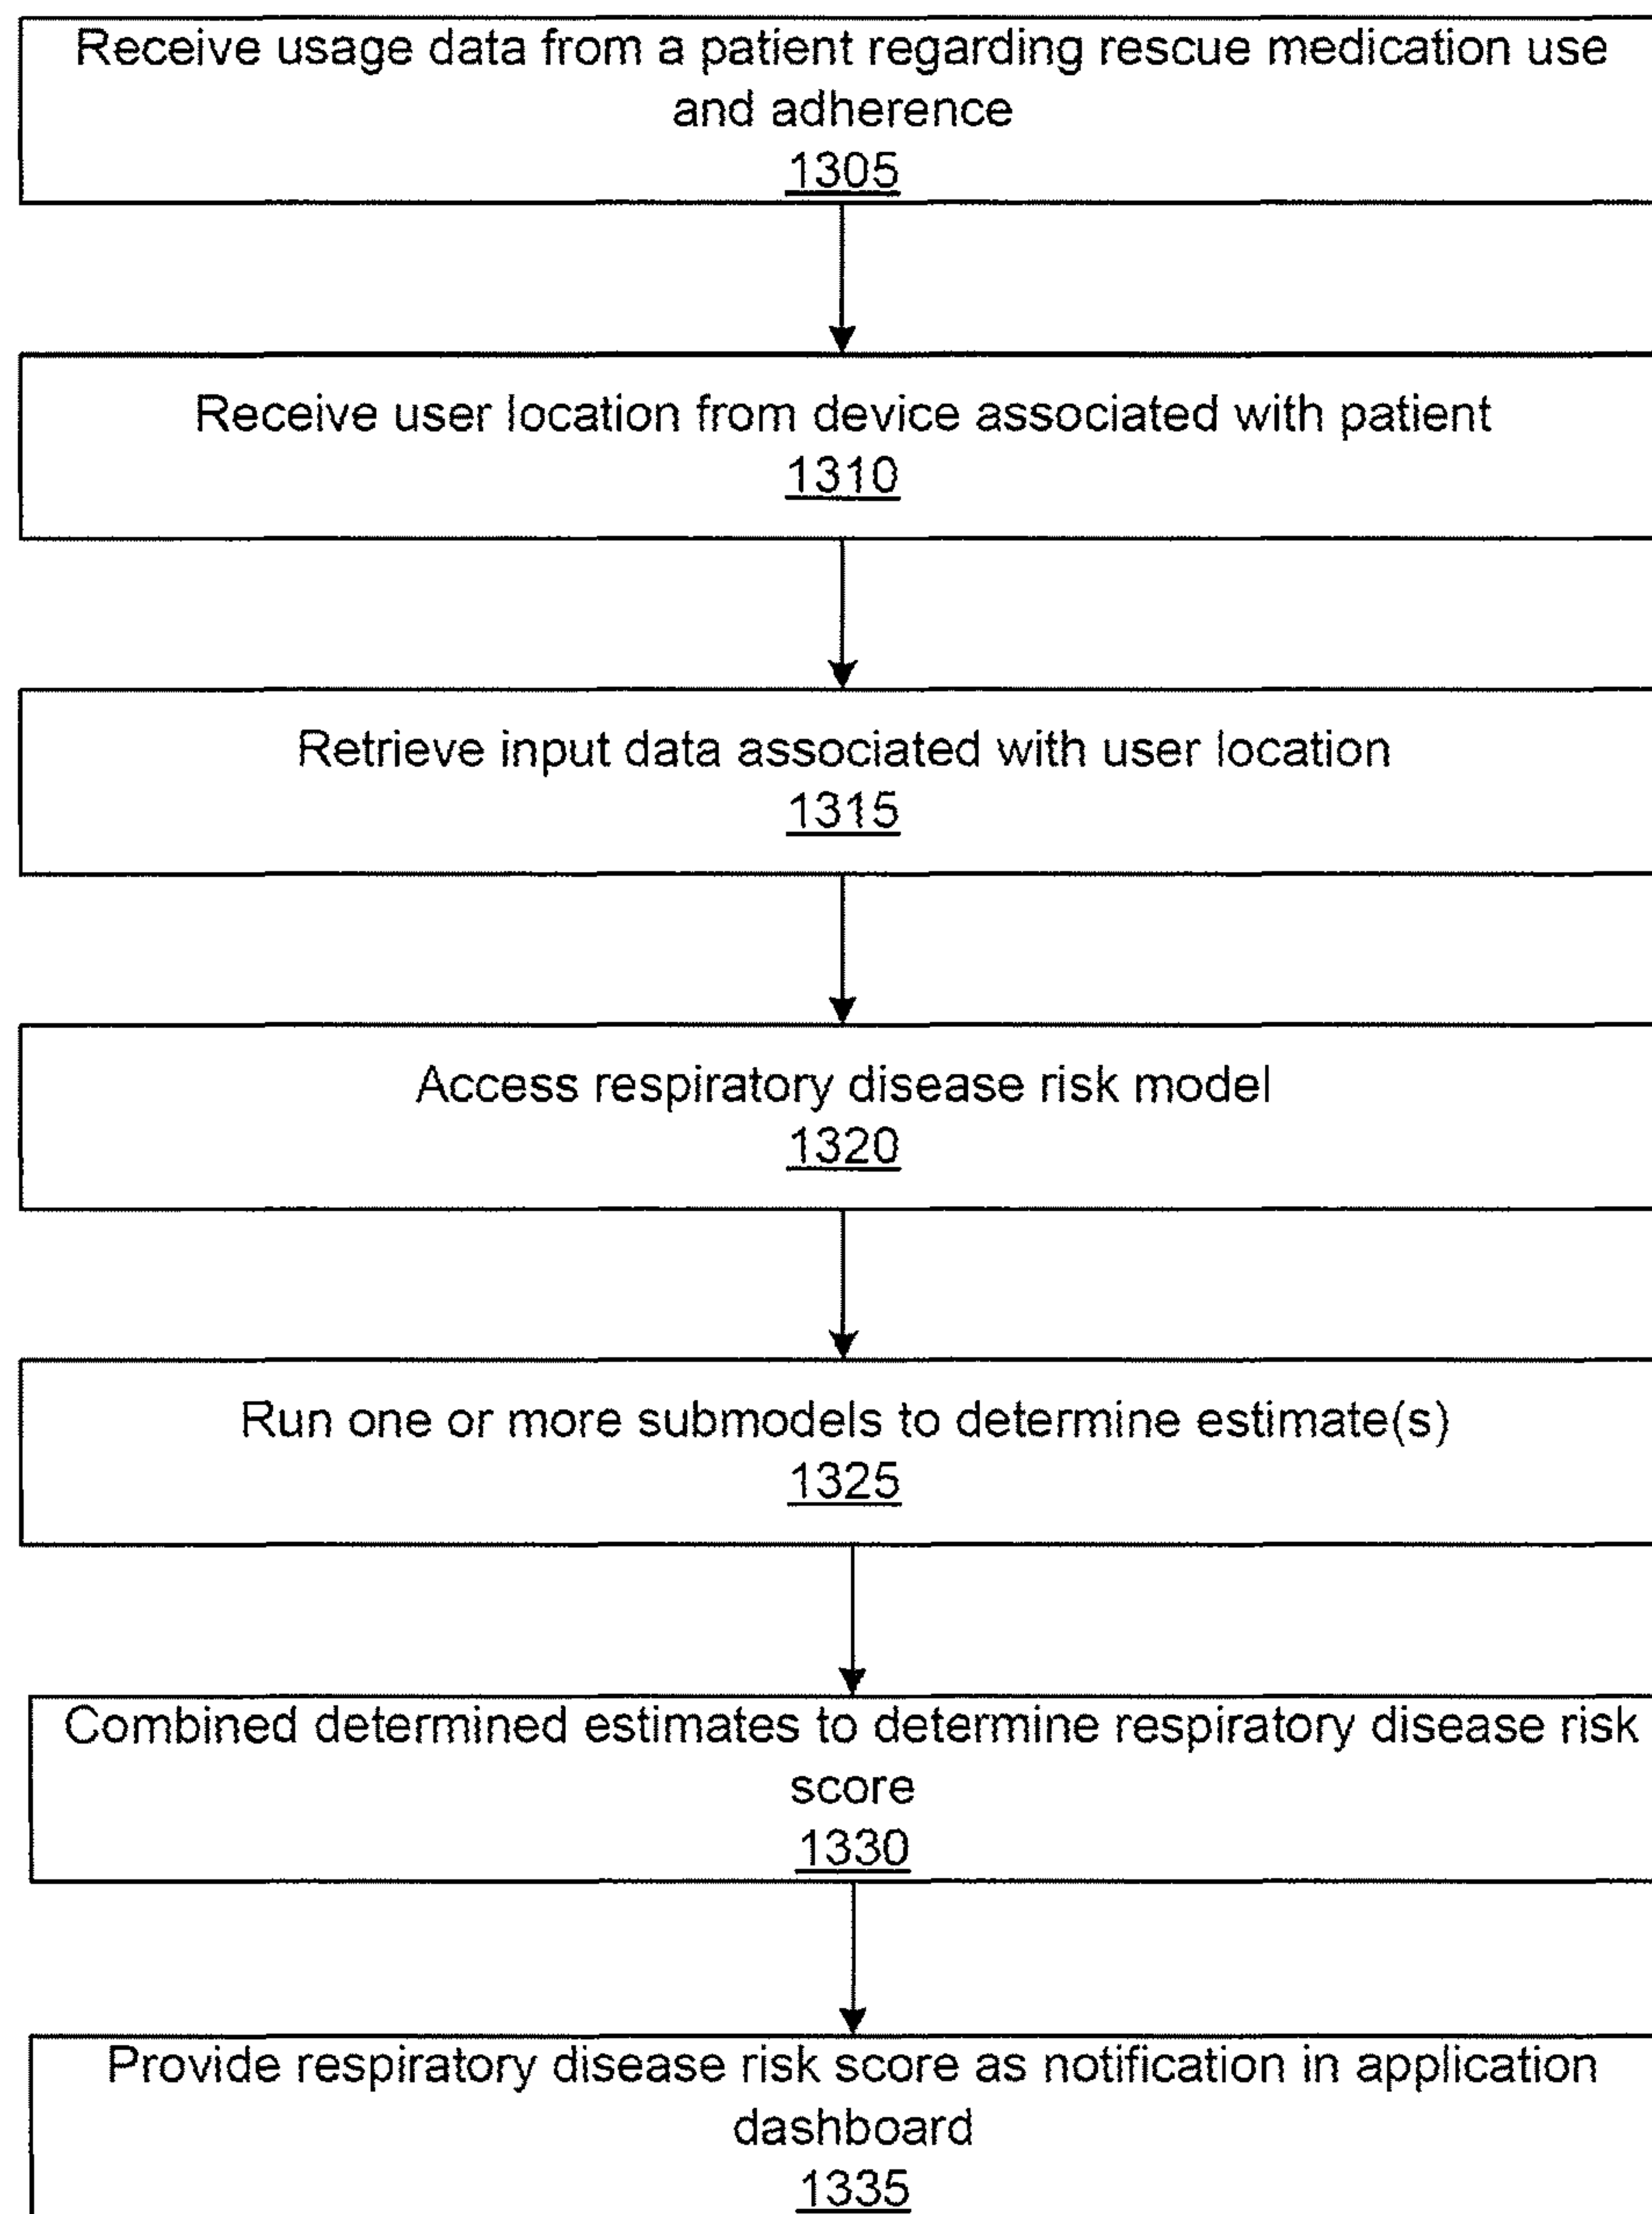 Receive usage data from a patient regarding rescue medication use
and adherence
1305
Receive user location from device associated with patient
1310
Retrieve input data associated with user location
1315
Access respiratory disease risk model
1320
Run one or more submodels to determine estimate(s)
1325
Combined determined estimates to determine respiratory disease risk
score
1330
Provide respiratory disease risk score as notification in application
dashboard
1335